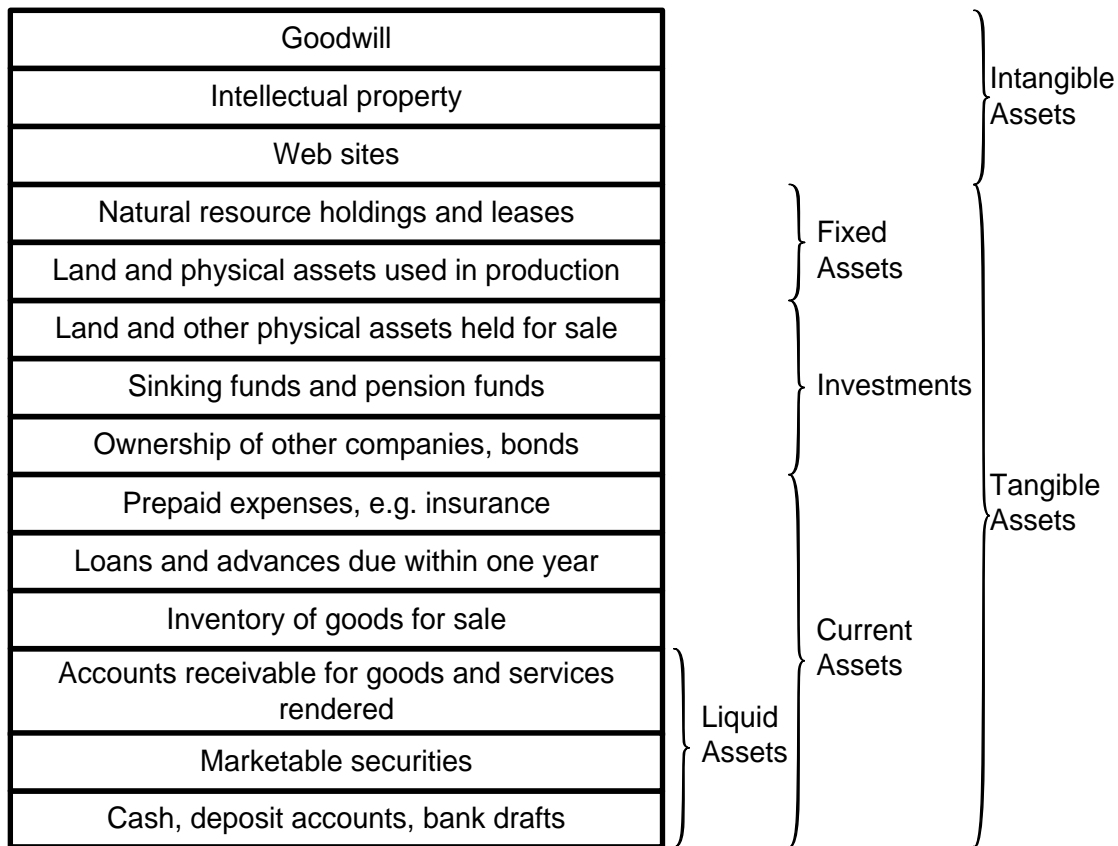 Goodwill
Intellectual property
Web sites
Natural resource holdings and leases
Land and physical assets used in production
Land and other physical assets held for sale
Sinking funds and pension funds
Ownership of other companies, bonds
Prepaid expenses, e.g. insurance
Loans and advances due within one year
Inventory of goods for sale
Accounts receivable for goods and services
rendered
Marketable securities
Cash, deposit accounts, bank drafts
Liquid
Assets
Fixed
Assets
Investments
Current
Assets
Intangible
Assets
Tangible
Assets